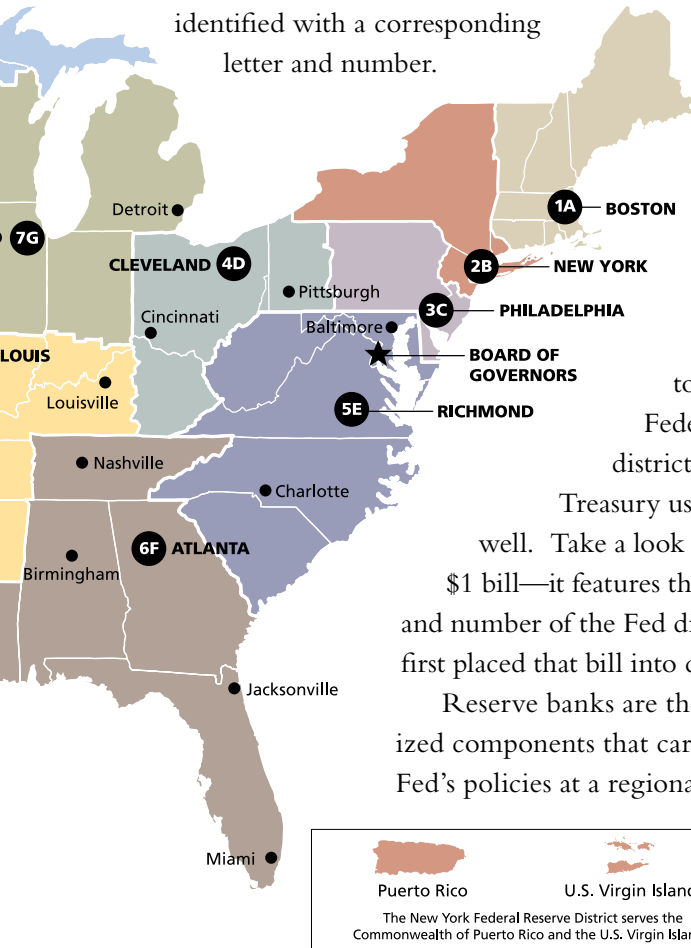 identified with a corresponding
letter and number.
Detroit
1A
BOSTON
7G
CLEVELAND
4D
2B
NEW YORK
Pittsburgh
3C
PHILADELPHIA
Cincinnati
Baltimore
LOUIS
BOARD OF
GOVERNORS
Louisville
5E
RICHMOND
to
Fede
district
Nashville
Charlotte
Treasury us
6F
ATLANTA
well. Take a look
Birmingham
$1 bill—it features th
and number of the Fed d
first placed that bill into
Jacksonville
Reserve banks are the
ized components that car
Fed's policies at a regiona
Miami
Puerto Rico
U.S. Virgin Island
The New York Federal Reserve District serves the
Commonwealth of Puerto Rico and the U.S. Virgin Islan